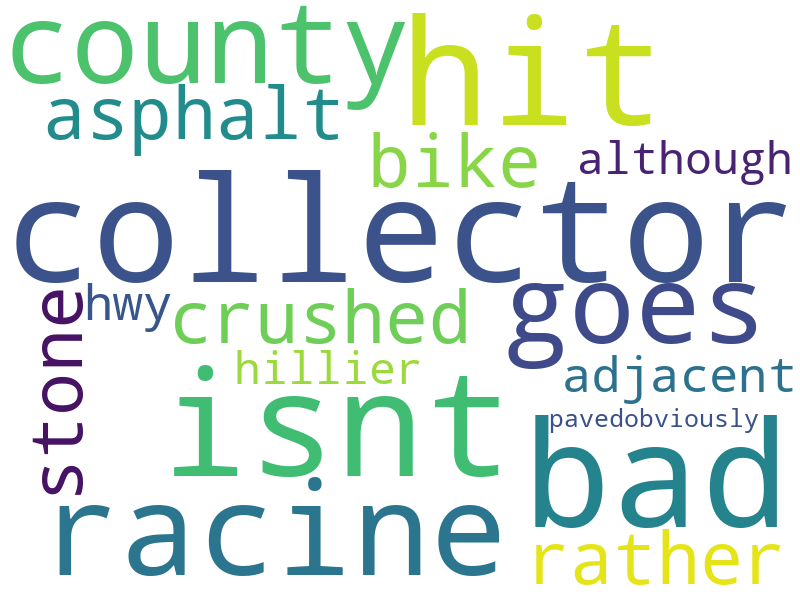 county hit
asphalt
bike although
collector
stone hwy crushed goes
hillier adjacent
isnt pavedobviously
bad
racine
rather